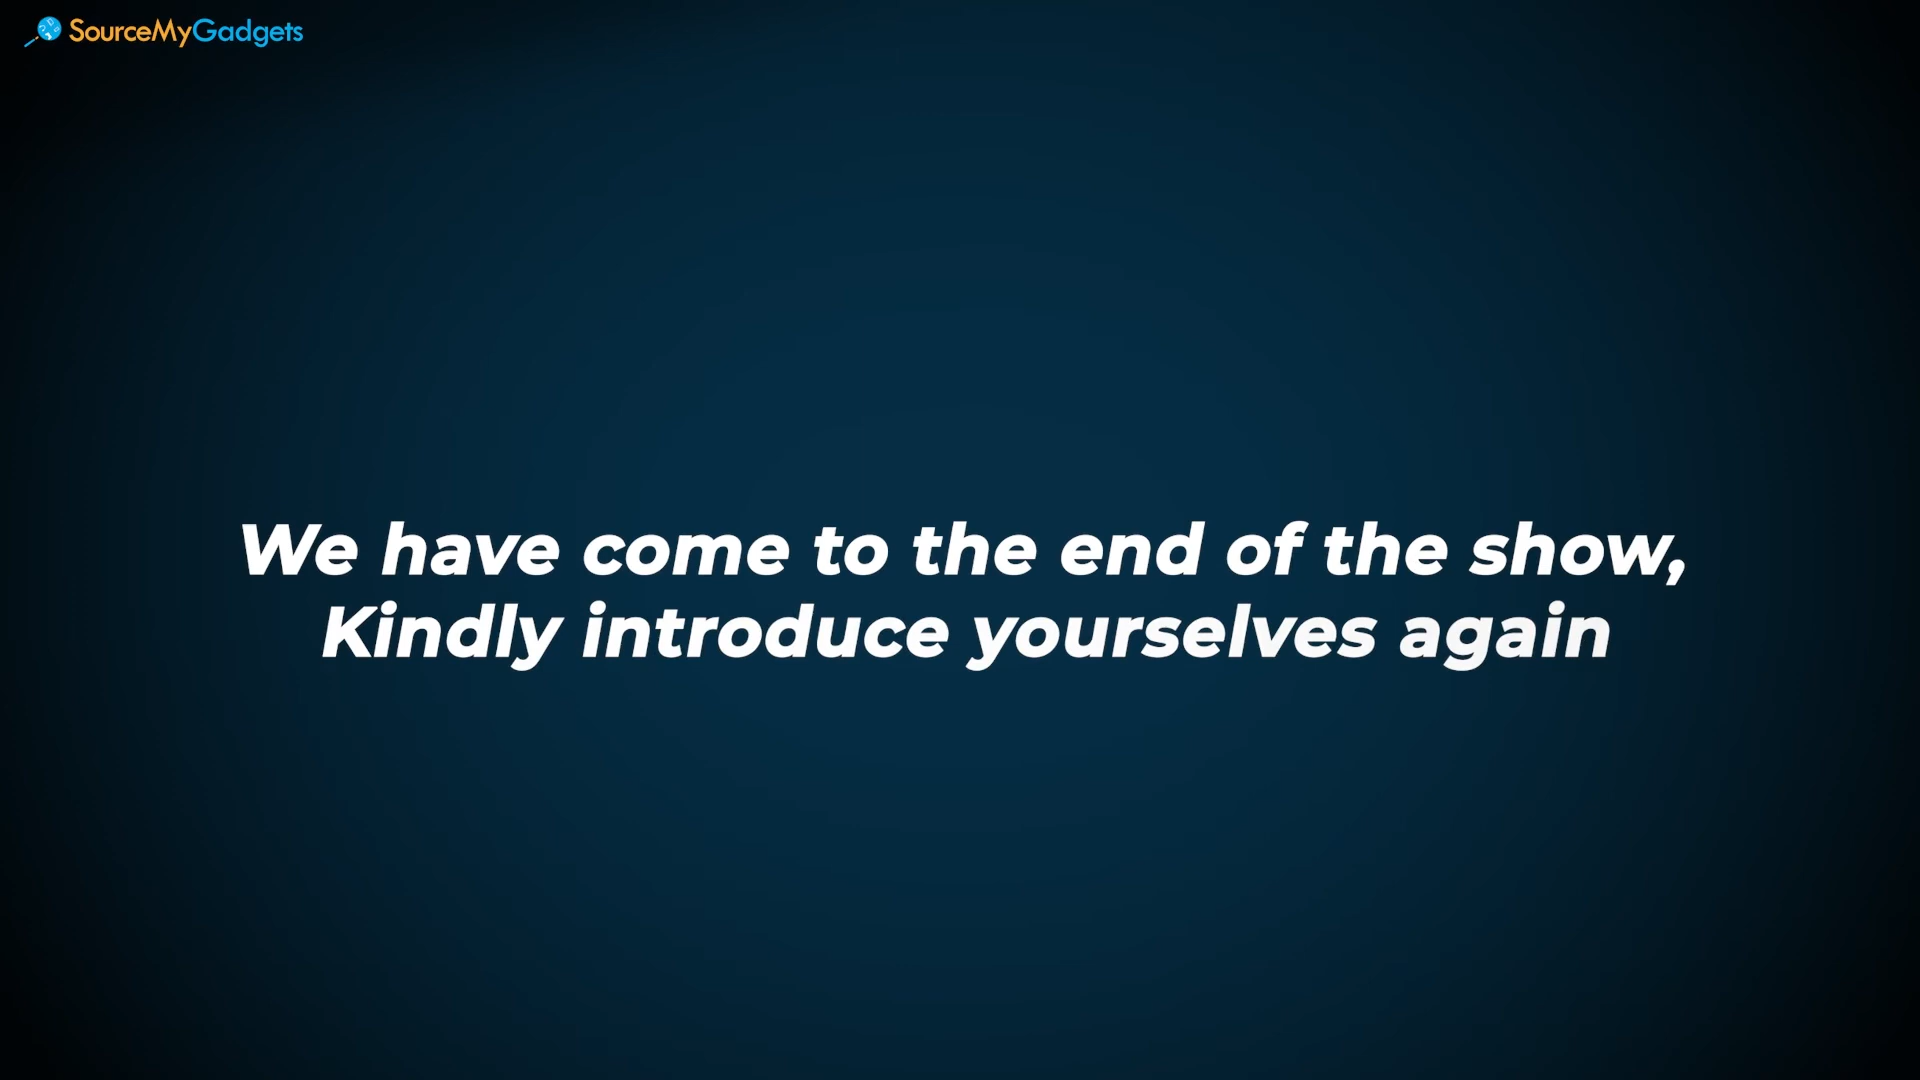 SourceMyGadgets
We have come to the end of the show,
Kindly introduce yourselves again